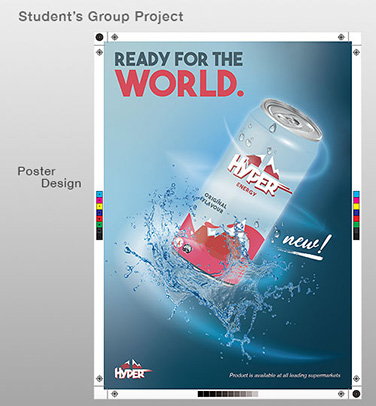 Student's Group Project
READY FOR THE
WORLD.
Poster
Design
HYPER
ENERGY
ORIGINAL
FLAVOUR
new!
HYPER
Product is available at all leading supermarkets